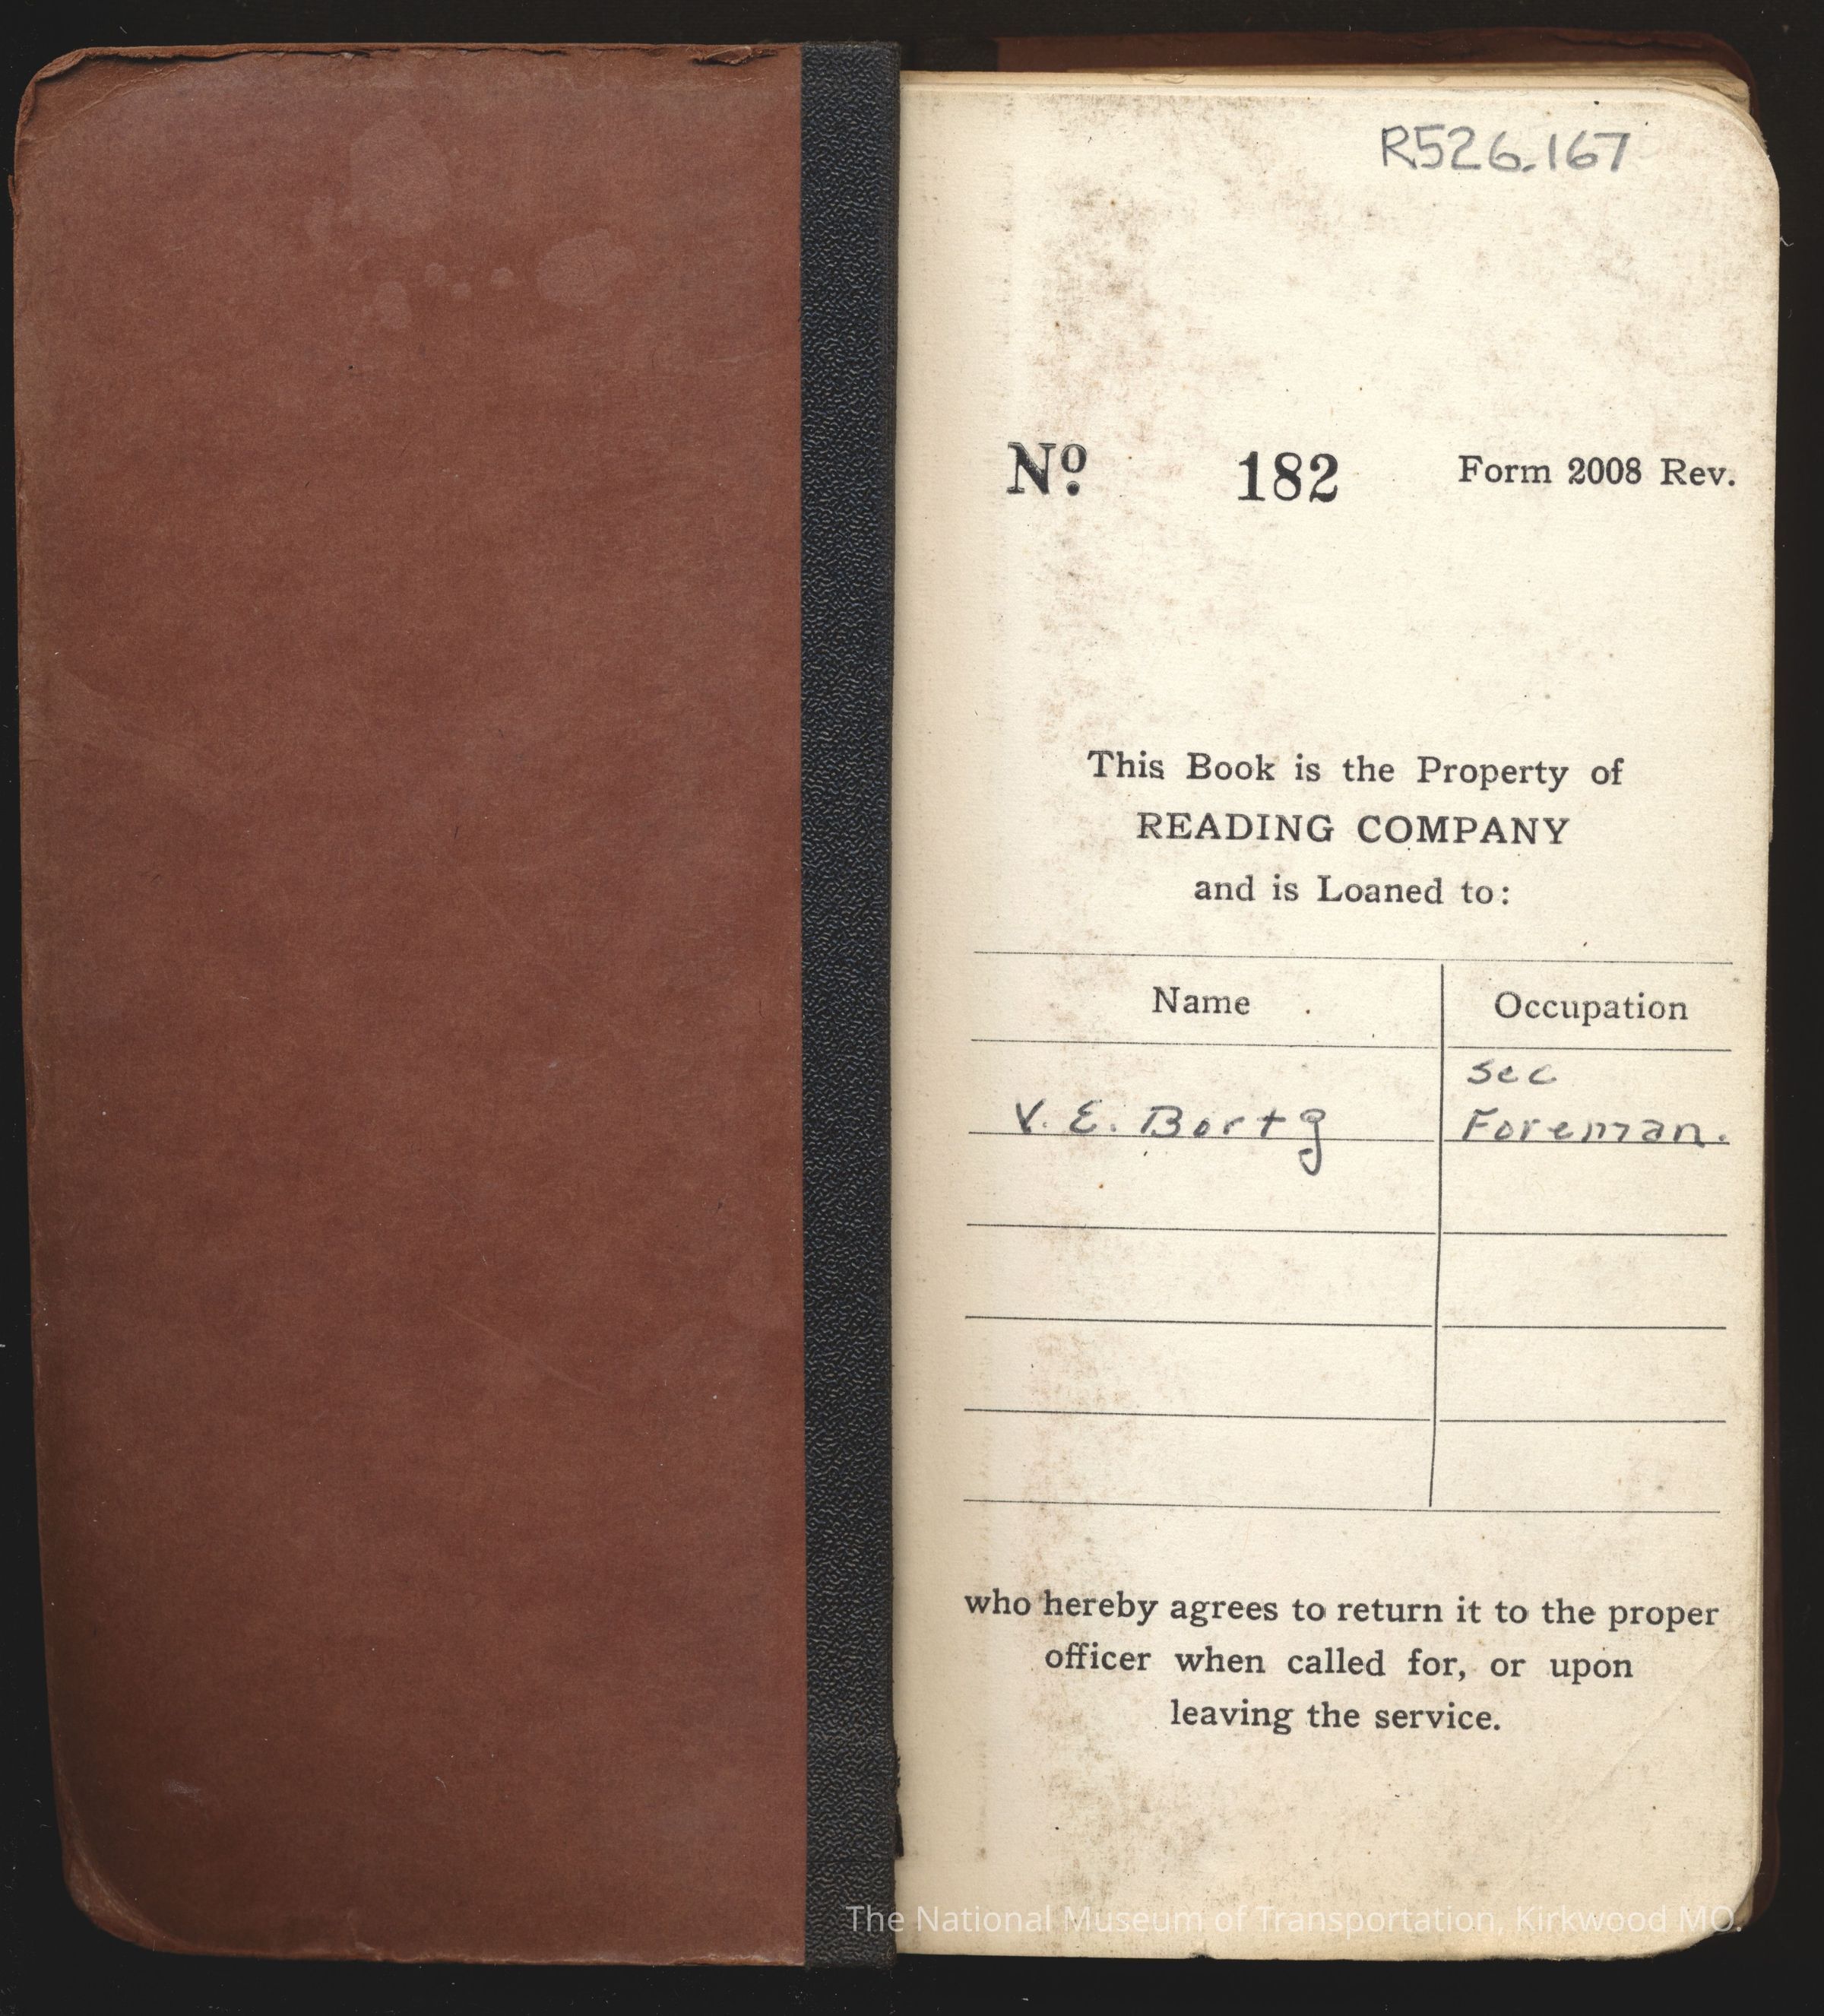 R526.167
No. 182 Form 2008 Rev.
This Book is the Property of
READING COMPANY
and is Loaned to:
Name Occupation
sec
V. E. Bortz Foreman.
who hereby agrees to return it to the proper
officer when called for, or upon
leaving the service.
The National Museum of Transportation, Kirkwood MO.